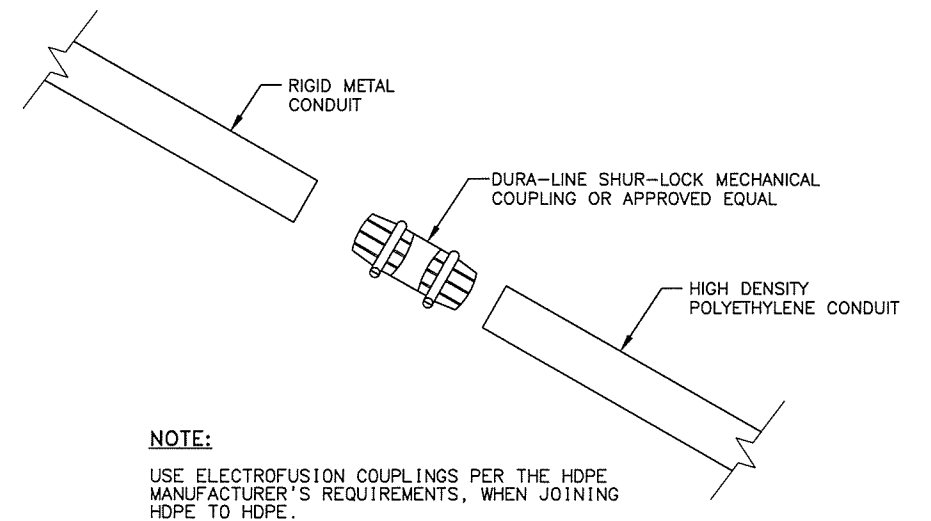 RIGID METAL
CONDUIT
DURA-LINE SHUR-LOCK MECHANICAL
COUPLING OR APPROVED EQUAL
HIGH DENSITY
POLYETHYLENE CONDUIT
NOTE:
USE ELECTROFUSION COUPLINGS PER THE HDPE
MANUFACTURER'S REQUIREMENTS, WHEN JOINING
HDPE TO HDPE.